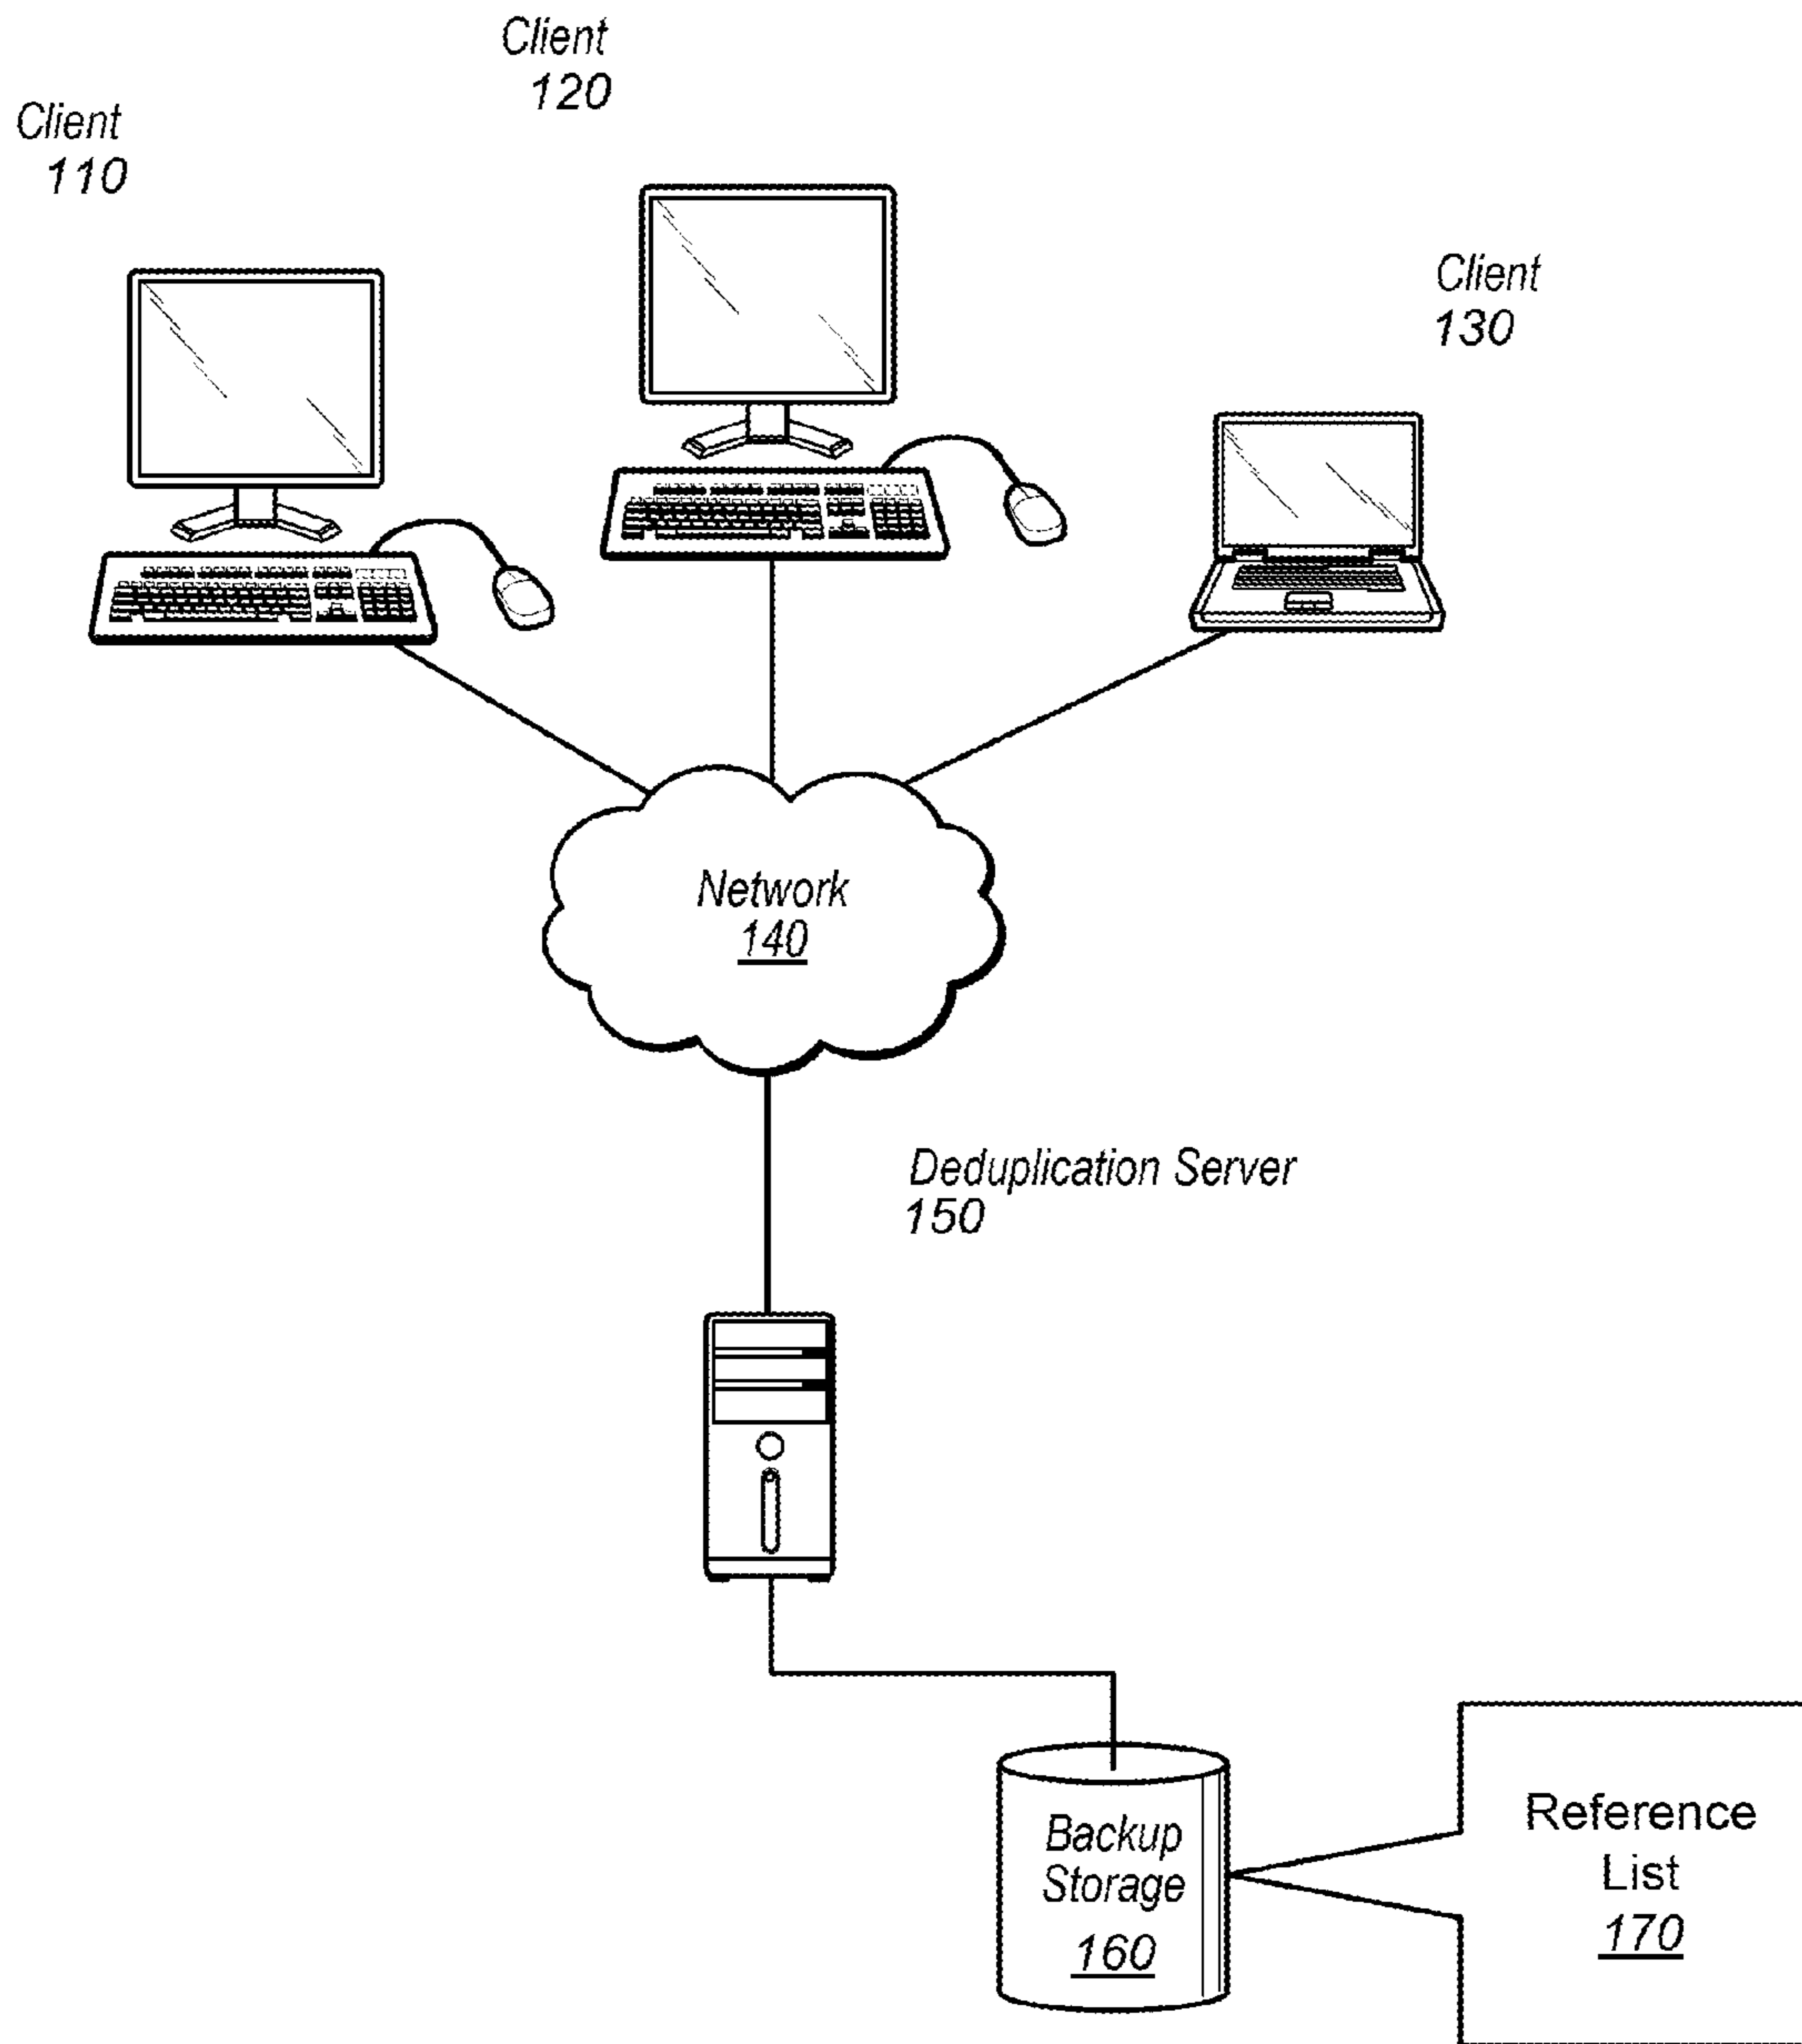 Client
120
Client
110
Client
130
Network
140
Deduplication Server
150
Backup
Storage
160
Reference
List
170